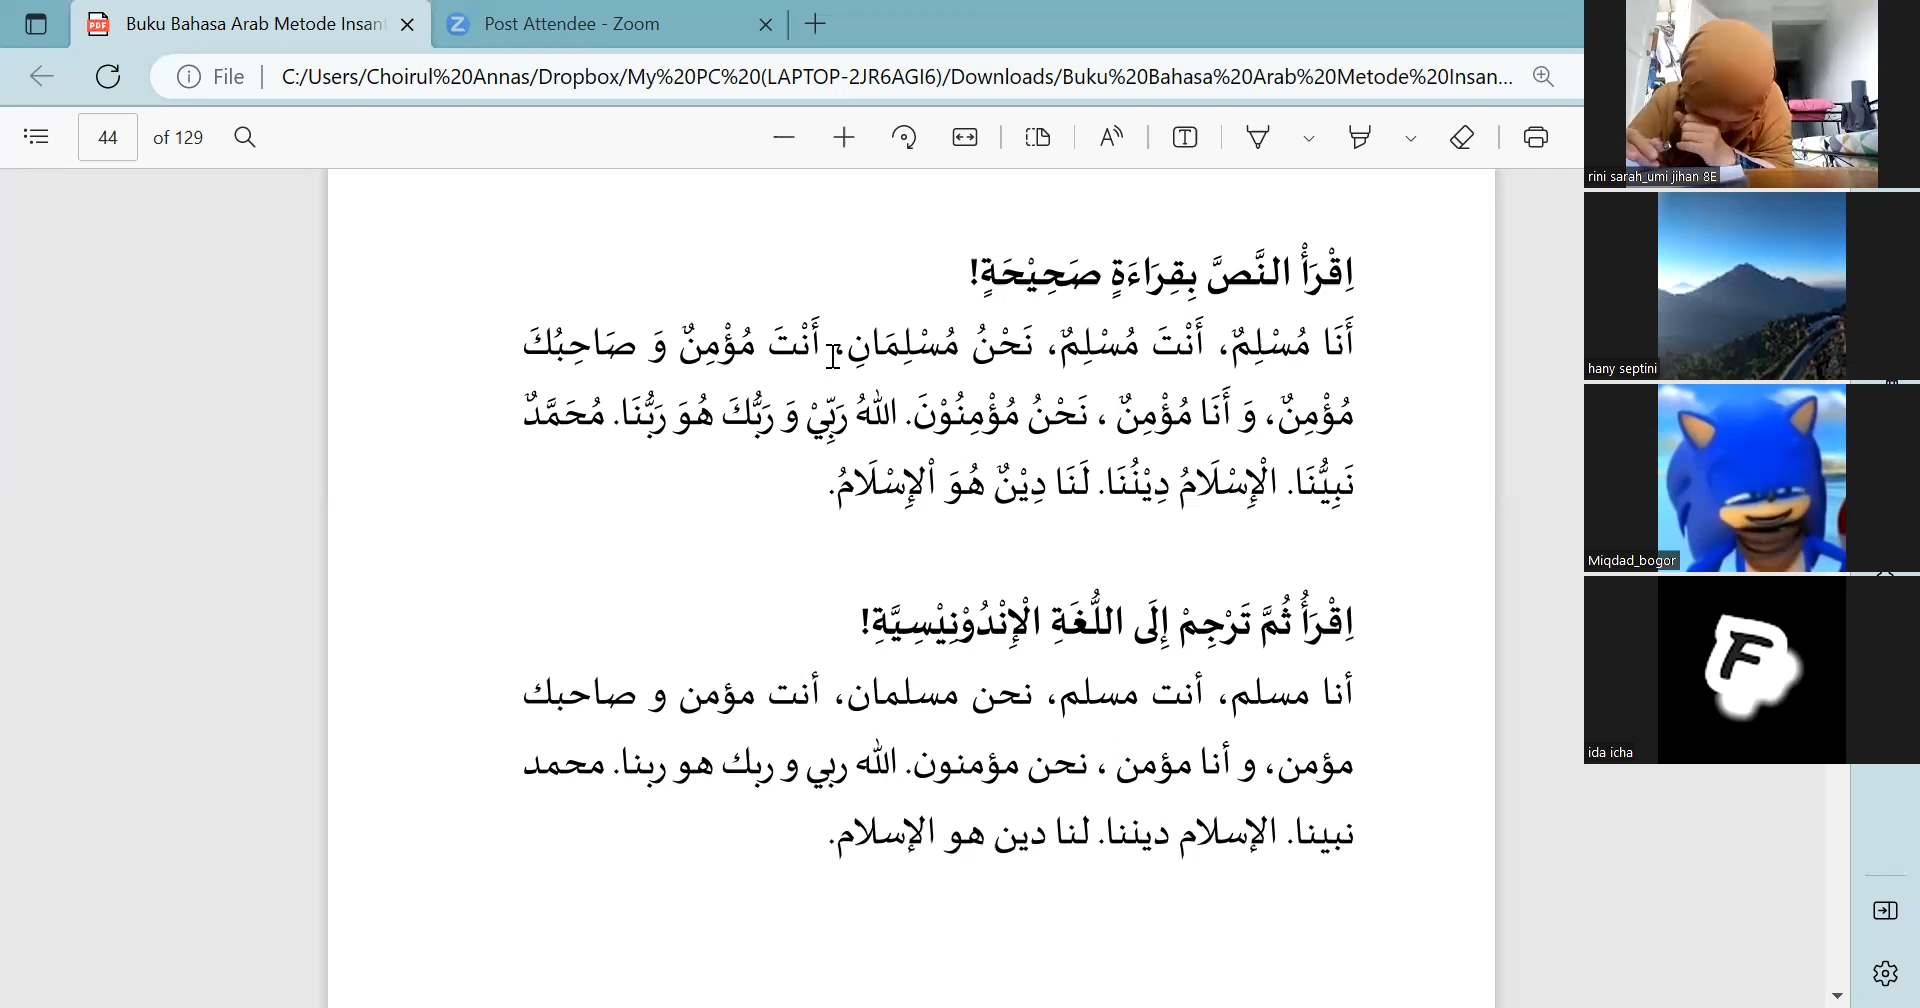 Buku Bahasa Arab Metode Insan
Post Attendee - Zoom
File
C:/Users/Choirul%20Annas/Dropbox/My%20PC%20(LAPTOP-2JR6AGI6)/Downloads/Buku%20Bahasa%20Arab%20Metode%20Insan...
44 of 129
اِقْرَأْ النَّصَّ بِقِرَاءَةٍ صَحِيْحَةٍ!
أَنَا مُسْلِمٌ، أَنْتَ مُسْلِمٌ، نَحْنُ مُسْلِمَانِ، أَنْتَ مُؤْمِنٌ وَ صَاحِبُكَ
مُؤْمِنٌ، وَ أَنَا مُؤْمِنٌ ، نَحْنُ مُؤْمِنُوْنَ. اللهُ رَبِّيْ وَ رَبُّكَ هُوَ رَبُّنَا. مُحَمَّدٌ
نَبِيُّنَا. الْإِسْلَامُ دِيْنُنَا. لَنَا دِيْنٌ هُوَ اْلإِسْلَامُ.
اِقْرَأْ ثُمَّ تَرْجِمْ إِلَى اللُّغَةِ الْإِنْدُوْنِيْسِيَّةِ!
أنا مسلم، أنت مسلم، نحن مسلمان، أنت مؤمن و صاحبك
مؤمن، و أنا مؤمن ، نحن مؤمنون. الله ربي و ربك هو ربنا. محمد
نبينا. الإسلام ديننا. لنا دين هو الإسلام.
rini sarah_umi jihan 8E
hany septini
Miqdad_bogor
F
ida icha